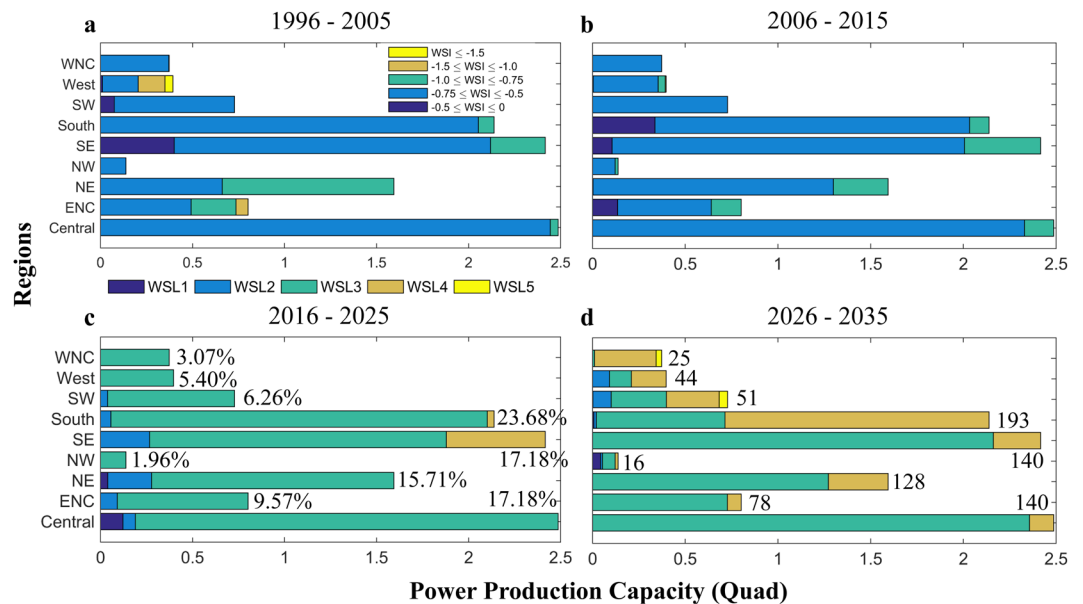 a 1996 - 2005
b 2006 - 2015
WSI ≤ -1.5
-1.5 ≤ WSI ≤ -1.0
-1.0 ≤ WSI ≤ -0.75
-0.75 ≤ WSI ≤ -0.5
-0.5 ≤ WSI ≤ 0
WNC
West
SW
South
SE
NW
NE
ENC
Central
0 0.5 1 1.5 2 2.5
0 0.5 1 1.5 2 2.5
WSL1 WSL2 WSL3 WSL4 WSL5
Regions
c 2016 - 2025
d 2026 - 2035
WNC 3.07% 25
West 5.40% 44
SW 6.26% 51
South 23.68% 193
SE 17.18% 140
NW 1.96% 16
NE 15.71% 128
ENC 9.57% 78
Central 17.18% 140
0 0.5 1 1.5 2 2.5
0 0.5 1 1.5 2 2.5
Power Production Capacity (Quad)